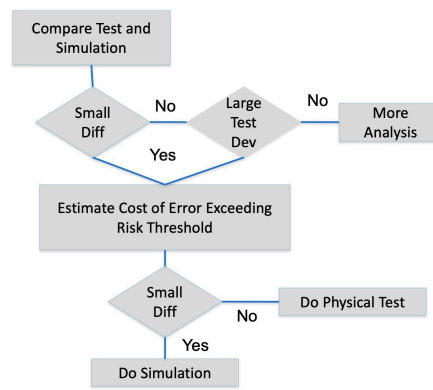 Compare Test and
Simulation
Small
Diff
No
Large
Test
Dev
No
More
Analysis
Yes
Estimate Cost of Error Exceeding
Risk Threshold
Small
Diff
No
Do Physical Test
Yes
Do Simulation